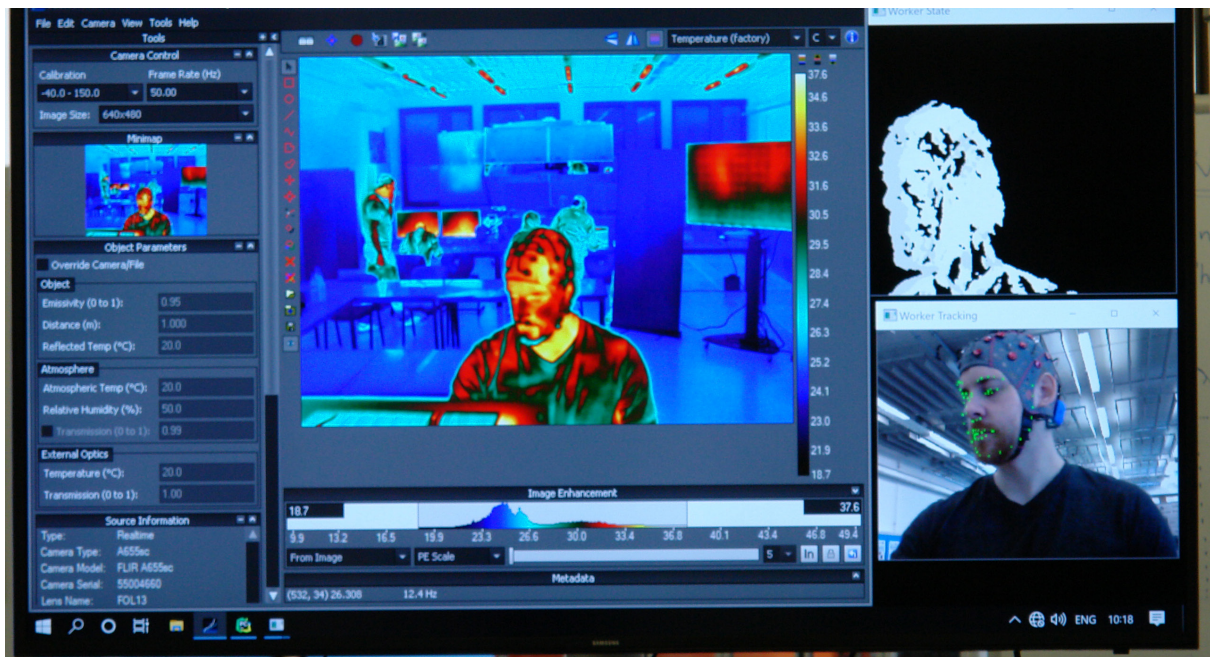 File Edit Camera View Tools Help
Tools
Camera Control
Calibration Frame Rate (Hz)
-40.0 - 150.0 50.00
Image Size: 640x480
Minimap
Object Parameters
Override Camera/File
Object
Emissivity (0 to 1): 0.95
Distance (m): 1.000
Reflected Temp (°C): 20.0
Atmosphere
Atmospheric Temp (°C): 20.0
Relative Humidity (%): 50.0
Transmission (0 to 1): 0.99
External Optics
Temperature (°C): 20.0
Transmission (0 to 1): 1.00
Source Information
Type: Realtime
Camera Type: A655sc
Camera Model: FLIR A655sc
Camera Serial: 55004660
Lens Name: FOL13
Temperature (factory) C
37.6
34.6
33.6
32.6
31.6
30.5
29.5
28.4
27.4
26.3
25.2
24.1
23.0
21.9
18.7
Image Enhancement
18.7 37.6
9.9 13.2 16.5 19.9 23.3 26.6 30.0 33.4 36.8 40.1 43.4 46.8 49.4
From Image PE Scale 5 ln
Metadata
(532, 34) 26.308 12.4 Hz
Worker State
Worker Tracking
ENG 10:18
SAMSUNG